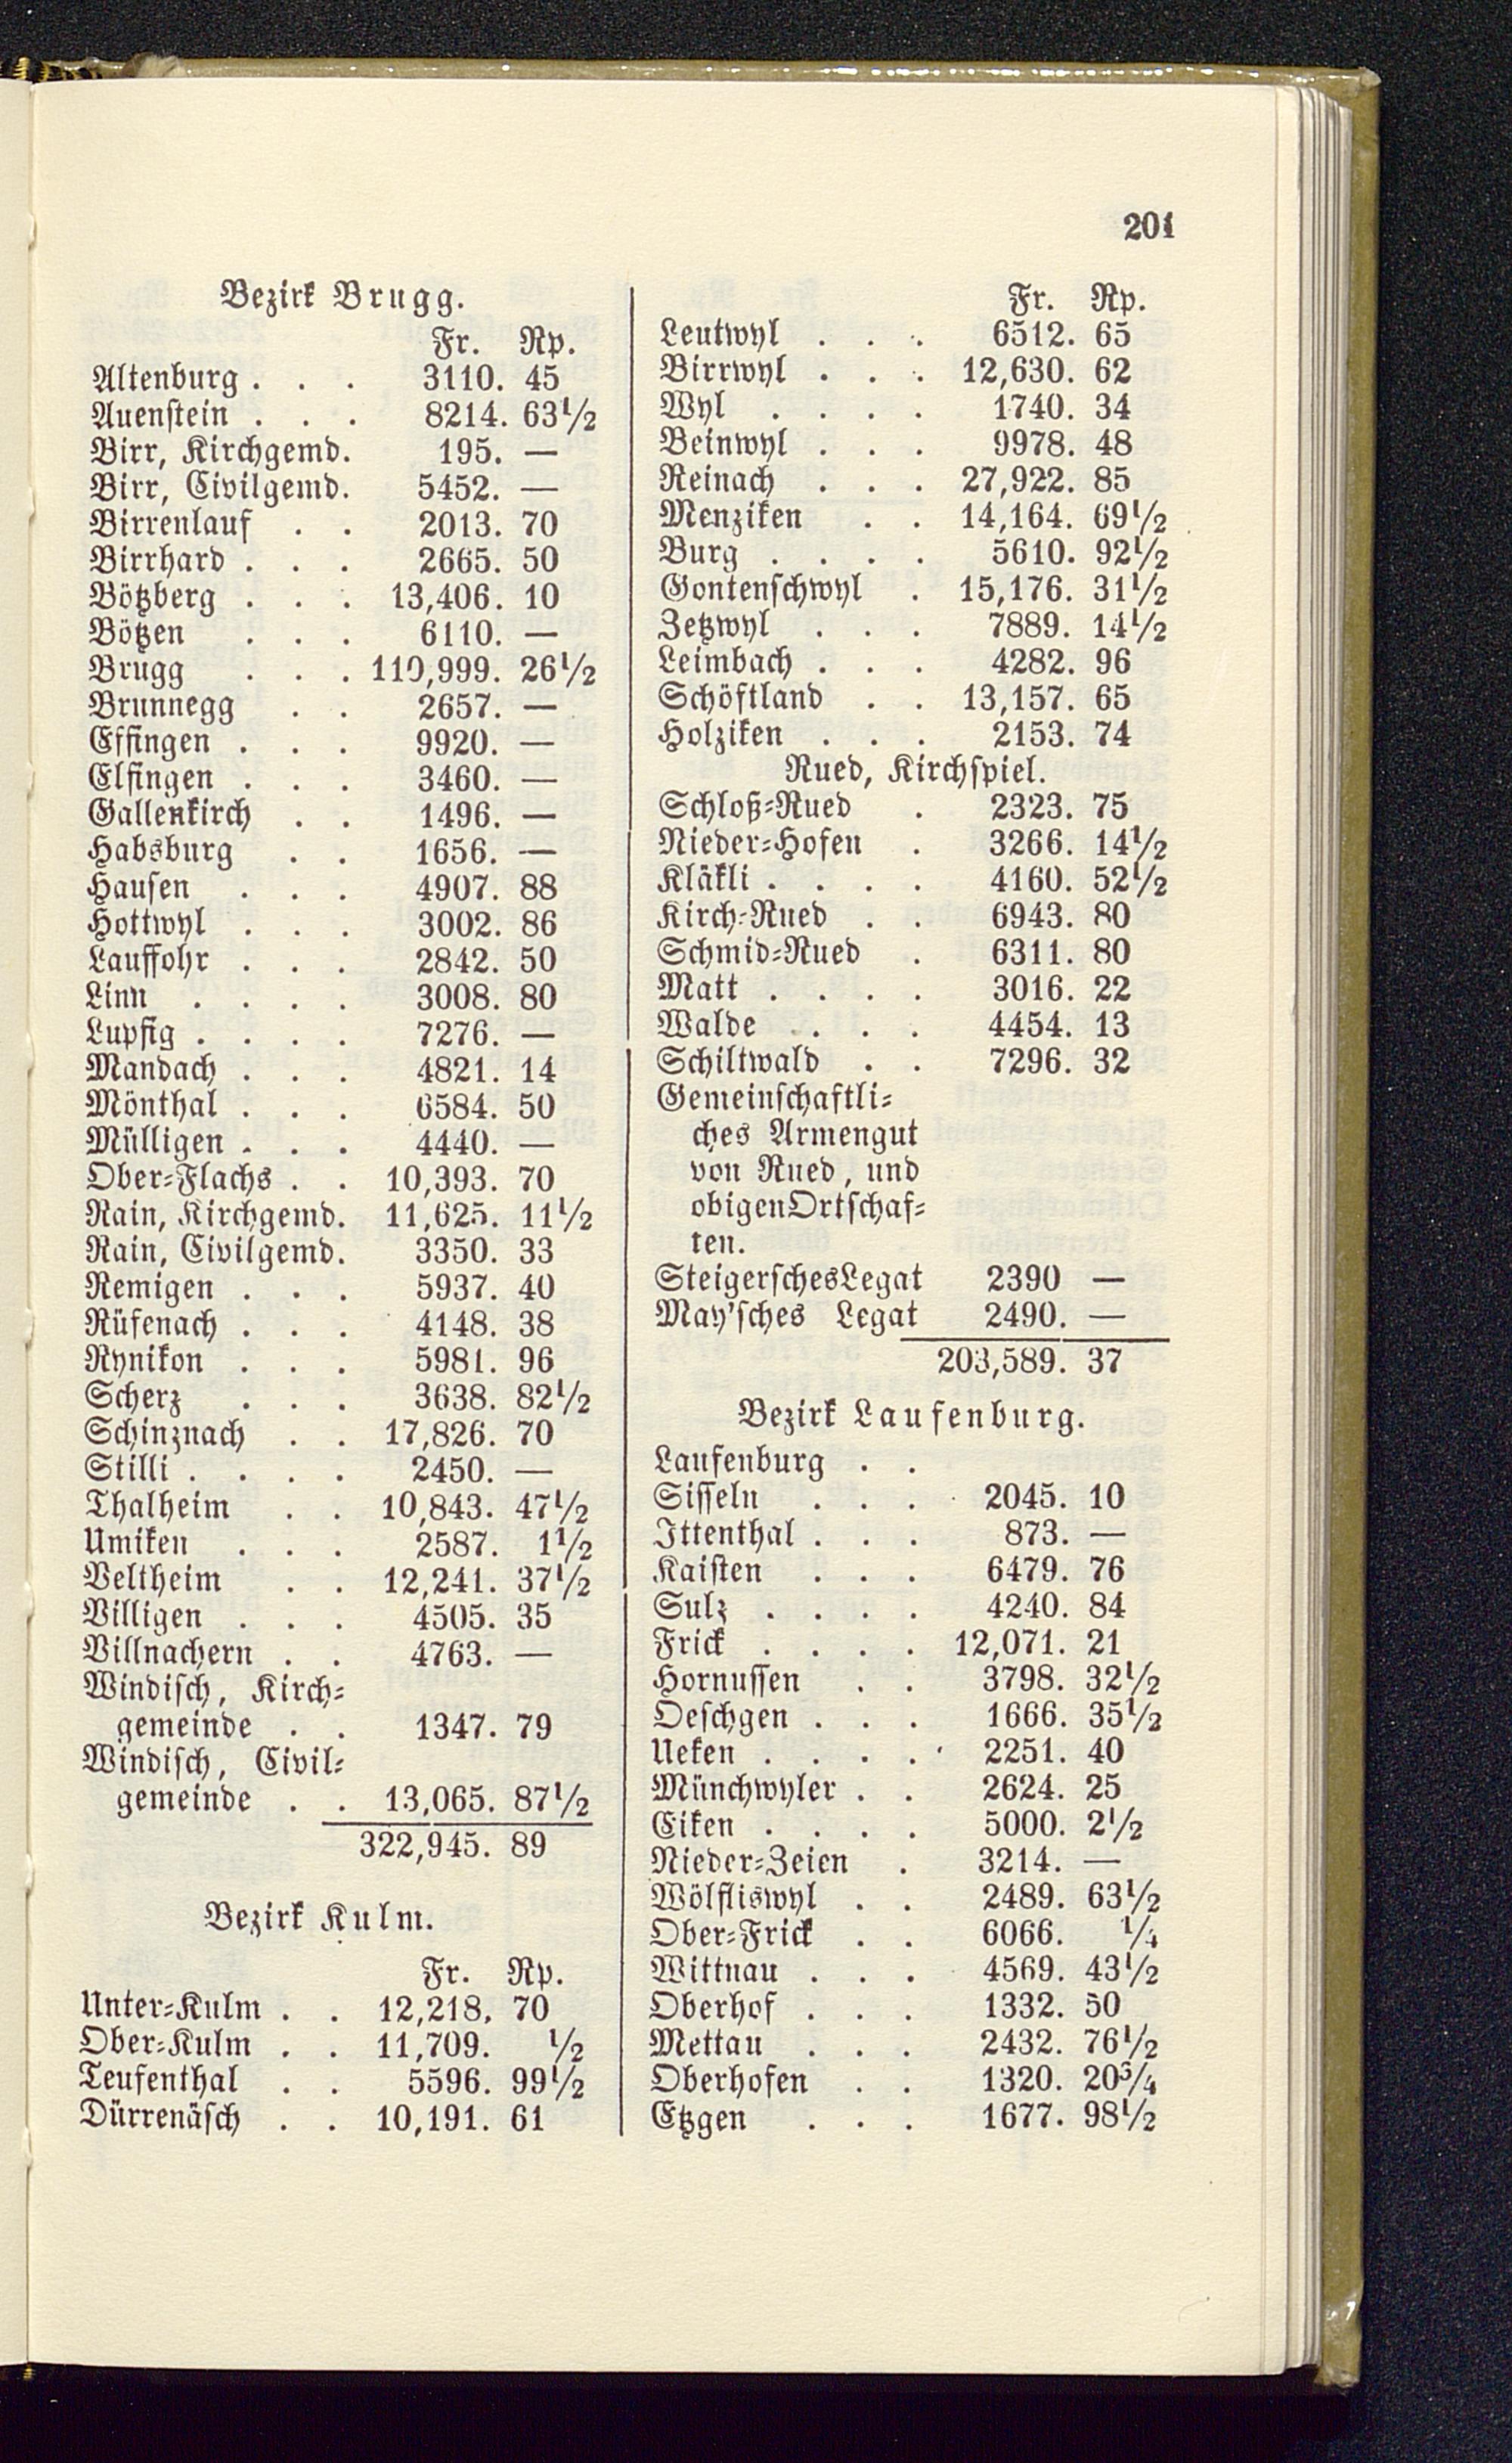 201
Bezirk Brugg.
Fr. Rp.
Altenburg . . . 3110. 45
Auenstein . . . 8214. 63½
Birr, Kirchgemd. 195. —
Birr, Civilgemd. 5452. —
Birrenlauf . . 2013. 70
Birrhard . . . 2665. 50
Bötzberg . . . 13,406. 10
Bötzen . . . 6110. —
Brugg . . . 110,999. 26½
Brunnegg . . 2657. —
Effingen . . . 9920. —
Elfingen . . . 3460. —
Gallenkirch . . 1496. —
Habsburg . . 1656. —
Hausen . . . 4907. 88
Hottwyl . . . 3002. 86
Lauffohr . . . 2842. 50
Linn . . . . 3008. 80
Lupfig . . . . 7276. —
Mandach . . . 4821. 14
Mönthal . . . 6584. 50
Mülligen . . . 4440. —
Ober-Flachs . . 10,393. 70
Rain, Kirchgemd. 11,625. 11½
Rain, Civilgemd. 3350. 33
Remigen . . . 5937. 40
Rüfenach . . . 4148. 38
Rynikon . . . 5981. 96
Scherz . . . 3638. 82½
Schinznach . . 17,826. 70
Stilli . . . . 2450. —
Thalheim . . 10,843. 47½
Umiken . . . 2587. 1½
Veltheim . . 12,241. 37½
Villigen . . . 4505. 35
Villnachern . . 4763. —
Windisch, Kirch-
gemeinde . . 1347. 79
Windisch, Civil-
gemeinde . . 13,065. 87½
322,945. 89
Bezirk Kulm.
Fr. Rp.
Unter-Kulm . . 12,218. 70
Ober-Kulm . . 11,709. ½
Teufenthal . . 5596. 99½
Dürrenäsch . . 10,191. 61
Fr. Rp.
Leutwyl . . . 6512. 65
Birrwyl . . . 12,630. 62
Wyl . . . . 1740. 34
Beinwyl . . . 9978. 48
Reinach . . . 27,922. 85
Menziken . . 14,164. 69½
Burg . . . . 5610. 92½
Gontenschwyl . 15,176. 31½
Zetzwyl . . . 7889. 14½
Leimbach . . . 4282. 96
Schöftland . . 13,157. 65
Holziken . . . 2153. 74
Rued, Kirchspiel.
Schloß-Rued . 2323. 75
Nieder-Hofen . 3266. 14½
Kläkli . . . . 4160. 52½
Kirch-Rued . . 6943. 80
Schmid-Rued . 6311. 80
Matt . . . . 3016. 22
Walde . . . 4454. 13
Schiltwald . . 7296. 32
Gemeinschaftli-
ches Armengut
von Rued, und
obigen Ortschaf-
ten.
Steigersches Legat 2390 —
May'sches Legat 2490. —
203,589. 37
Bezirk Laufenburg.
Laufenburg . .
Sisseln . . . 2045. 10
Ittenthal . . . 873. —
Kaisten . . . 6479. 76
Sulz . . . . 4240. 84
Frick . . . . 12,071. 21
Hornussen . . 3798. 32½
Oeschgen . . . 1666. 35½
Ueken . . . . 2251. 40
Münchwyler . . 2624. 25
Eiken . . . . 5000. 2½
Nieder-Zeien . 3214. —
Wölfliswyl . . 2489. 63½
Ober-Frick . . 6066. ¼
Wittnau . . . 4569. 43½
Oberhof . . . 1332. 50
Mettau . . . 2432. 76½
Oberhofen . . 1320. 20¾
Etzgen . . . 1677. 98½